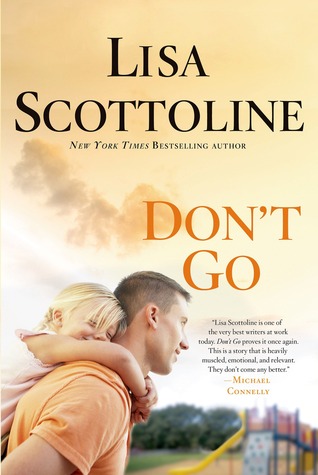 LISA
SCOTTOLINE
NEW YORK TIMES BESTSELLING AUTHOR
DON'T
GO
"Lisa Scottoline is one of
the very best writers at work
today. Don't Go proves it once again.
This is a story that is heavily
muscled, emotional, and relevant.
They don't come any better."
—MICHAEL
CONNELLY